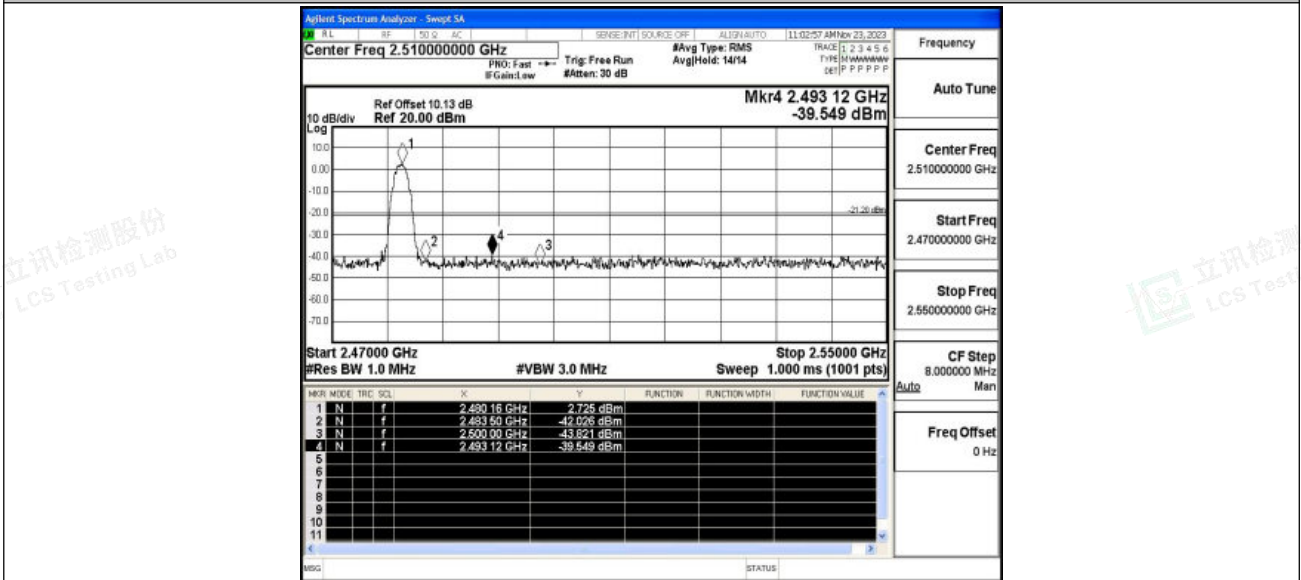 Agilent Spectrum Analyzer - Swept SA
RL RF 50 Ω AC SENSE:INT SOURCE OFF ALIGN AUTO 11:02:57 AM Nov 23, 2023
Center Freq 2.510000000 GHz
PNO: Fast
IFGain:Low
Trig: Free Run
#Atten: 30 dB
#Avg Type: RMS
Avg|Hold: 14/14
TRACE 1 2 3 4 5 6
TYPE M W W W W W
DET P P P P P P
Frequency
Auto Tune
Mkr4 2.493 12 GHz
-39.549 dBm
Ref Offset 10.13 dB
10 dB/div Ref 20.00 dBm
Log
10.0
0.00
-10.0
-20.0
-30.0
-40.0
-50.0
-60.0
-70.0
1
2
4
3
-21.20 dBm
Center Freq
2.510000000 GHz
Start Freq
2.470000000 GHz
Stop Freq
2.550000000 GHz
CF Step
8.000000 MHz
Auto Man
Freq Offset
0 Hz
Start 2.47000 GHz Stop 2.55000 GHz
#Res BW 1.0 MHz #VBW 3.0 MHz Sweep 1.000 ms (1001 pts)
MKR MODE TRC SCL X Y FUNCTION FUNCTION WIDTH FUNCTION VALUE
1 N f 2.480 16 GHz 2.725 dBm
2 N f 2.483 50 GHz -42.026 dBm
3 N f 2.500 00 GHz -43.821 dBm
4 N f 2.493 12 GHz -39.549 dBm
5
6
7
8
9
10
11
MSG STATUS
立讯检测股份
LCS Testing Lab
立讯检测
LCS Testi